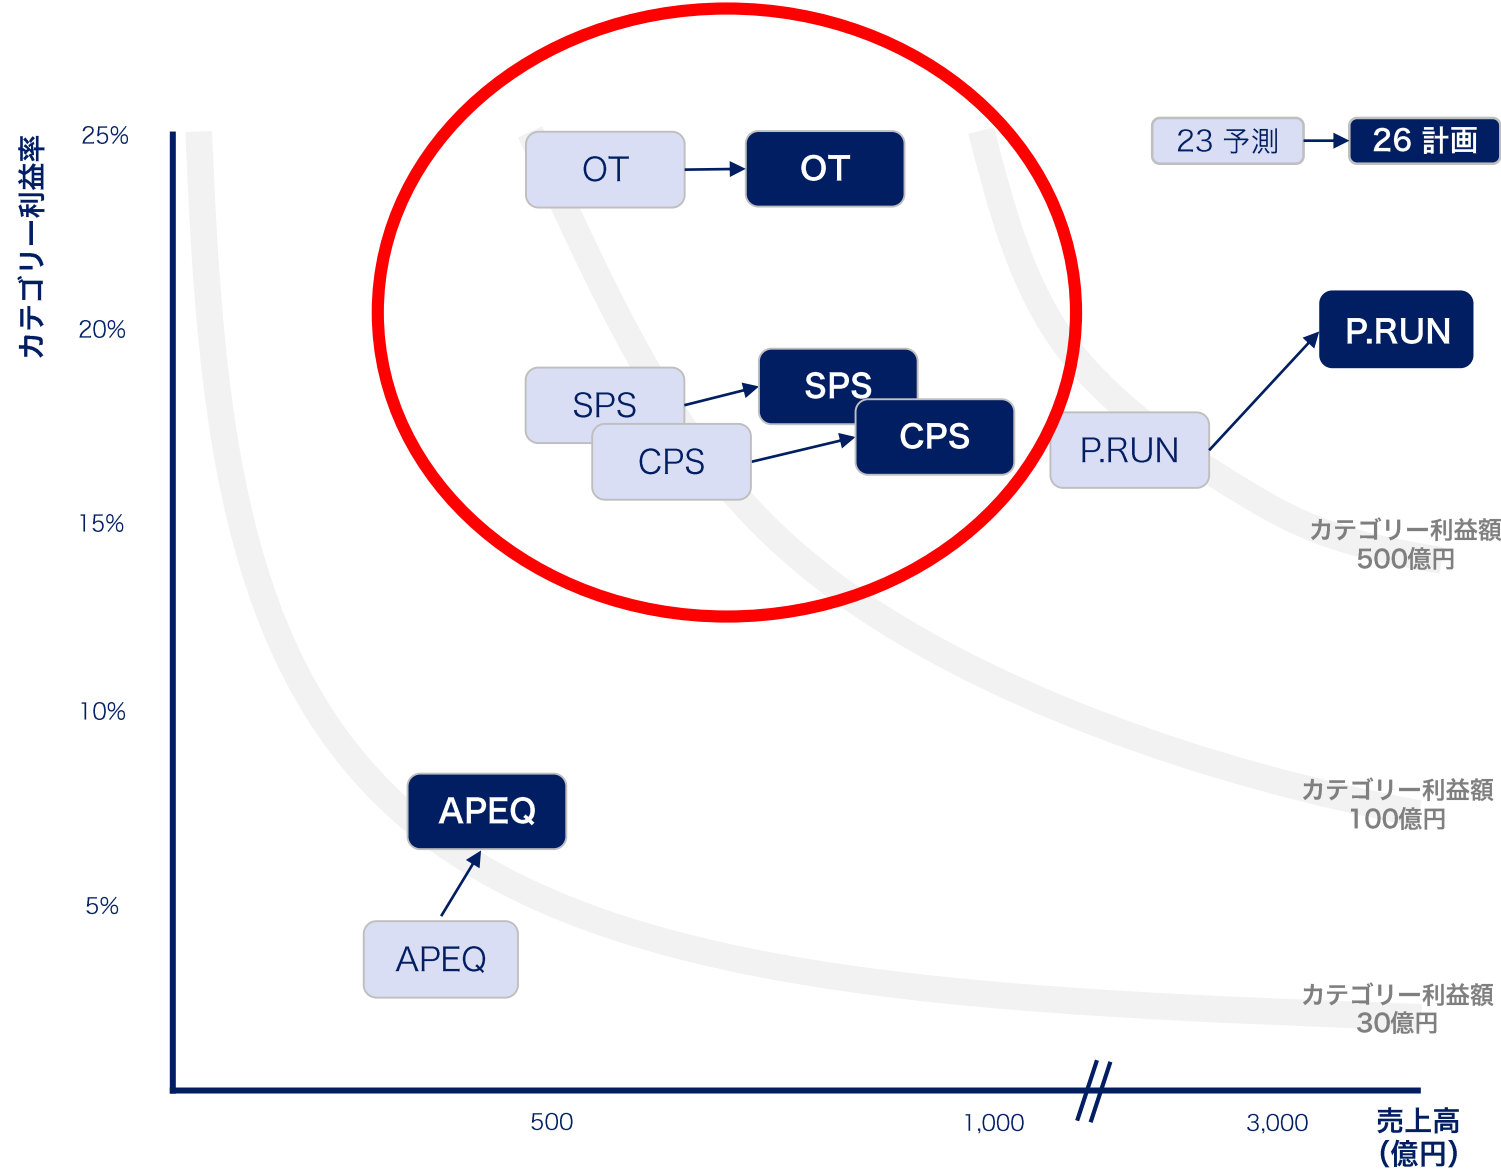 25%
カテゴリー利益率
20%
15%
10%
5%
23 予測
26 計画
OT
OT
P.RUN
P.RUN
SPS
SPS
CPS
CPS
カテゴリー利益額
500億円
カテゴリー利益額
100億円
APEQ
APEQ
カテゴリー利益額
30億円
500
1,000
3,000
売上高
(億円)